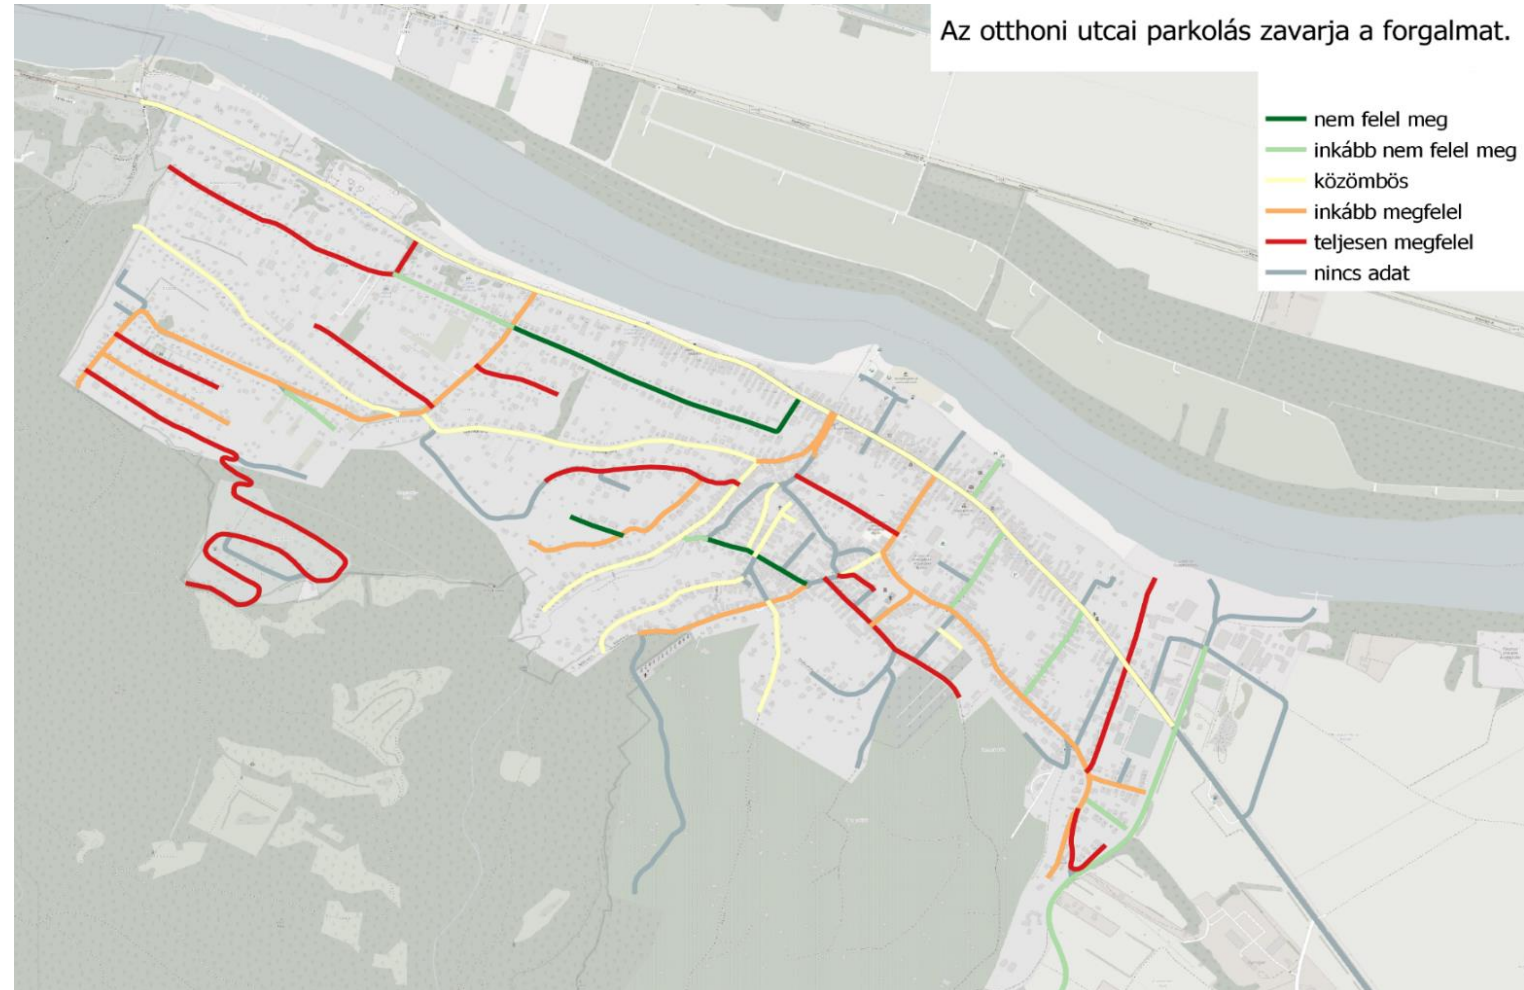 Az otthoni utcai parkolás zavarja a forgalmat.
nem felel meg
inkább nem felel meg
közömbös
inkább megfelel
teljesen megfelel
nincs adat